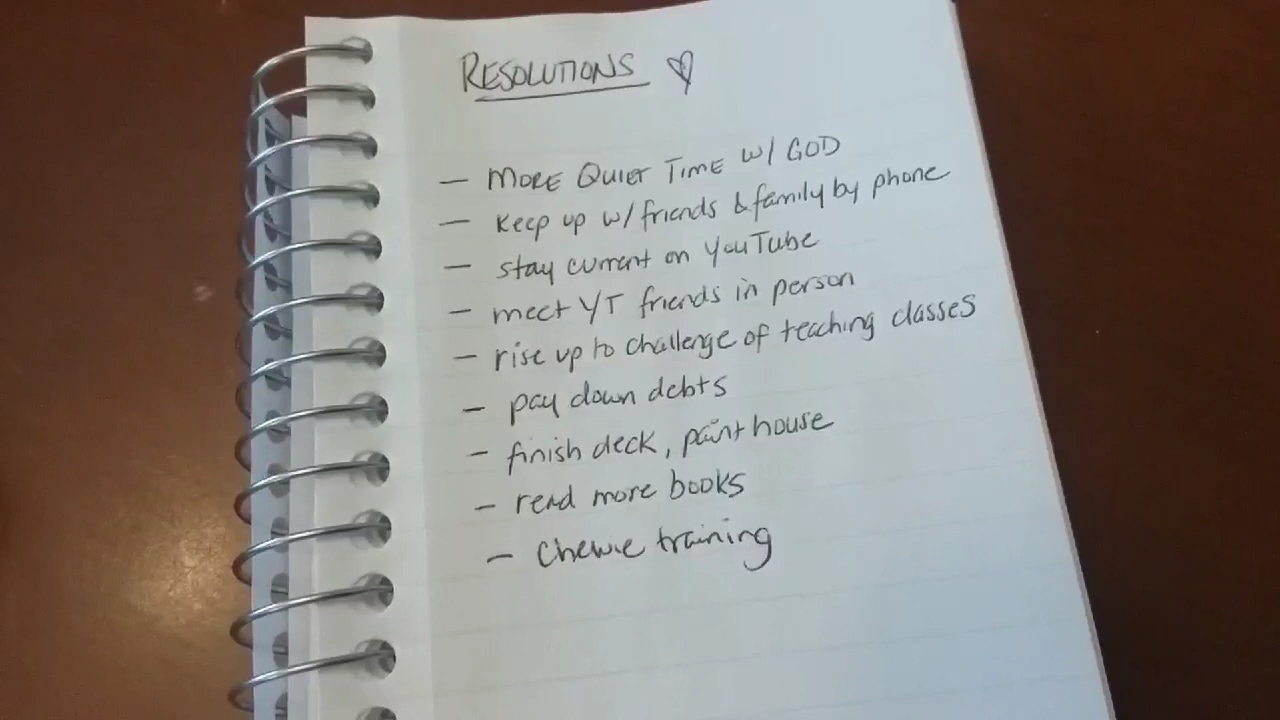 RESOLUTIONS
— MORE QUIET TIME W/ GOD
— Keep up w/ friends & family by phone
— stay current on YouTube
— meet YT friends in person
— rise up to challenge of teaching classes
— pay down debts
— finish deck, paint house
— read more books
— Chewie training